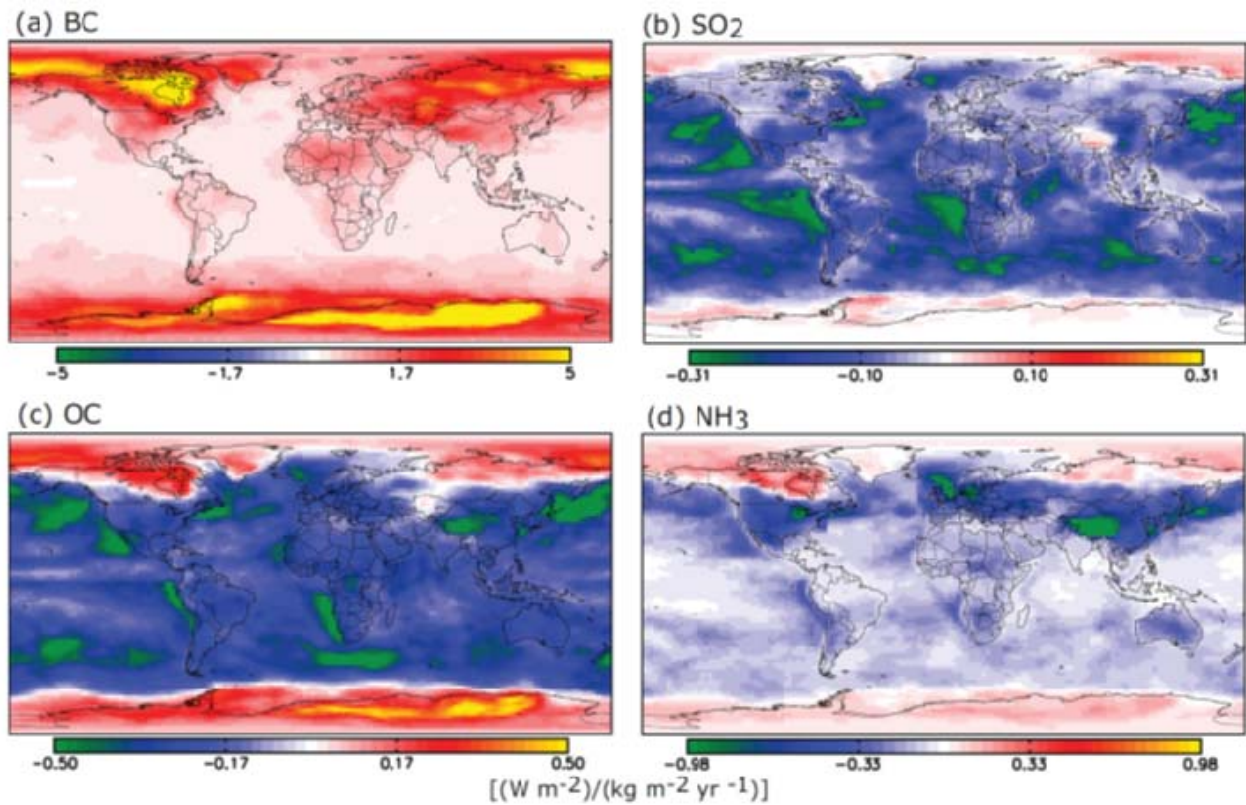 (a) BC
(b) SO₂
-5 -1.7 1.7 5
-0.31 -0.10 0.10 0.31
(c) OC
(d) NH₃
-0.50 -0.17 0.17 0.50
-0.98 -0.33 0.33 0.98
[(W m⁻²)/(kg m⁻² yr ⁻¹)]